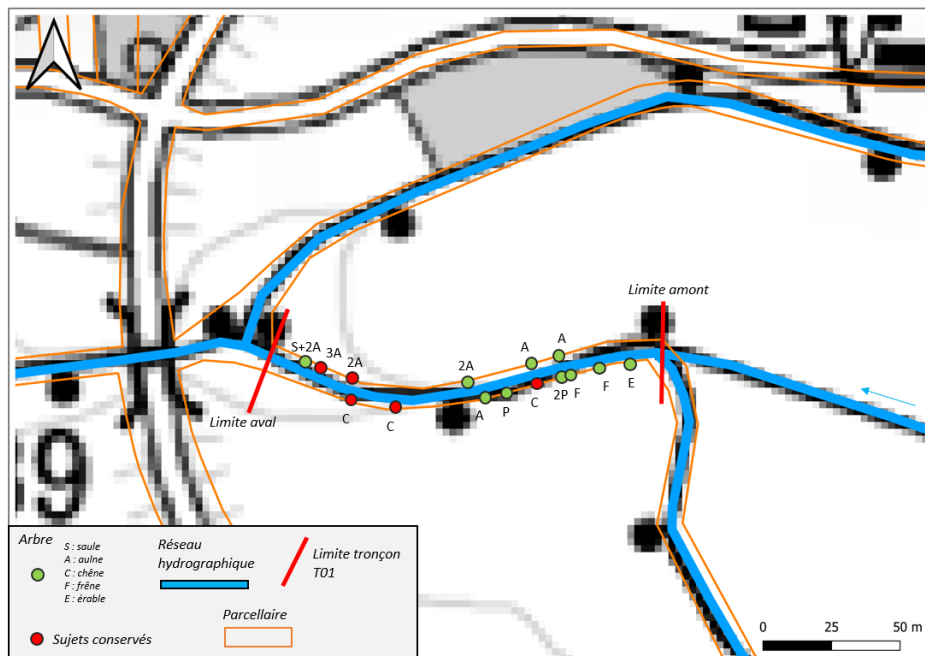 Limite amont
A
A
S+2A
3A
2A
2A
C
C
A
P
C
2P
F
F
E
Limite aval
9
Arbre
S : saule
A : aulne
C : chêne
F : frêne
E : érable
Réseau
hydrographique
Limite tronçon
T01
Parcellaire
Sujets conservés
0 25 50 m